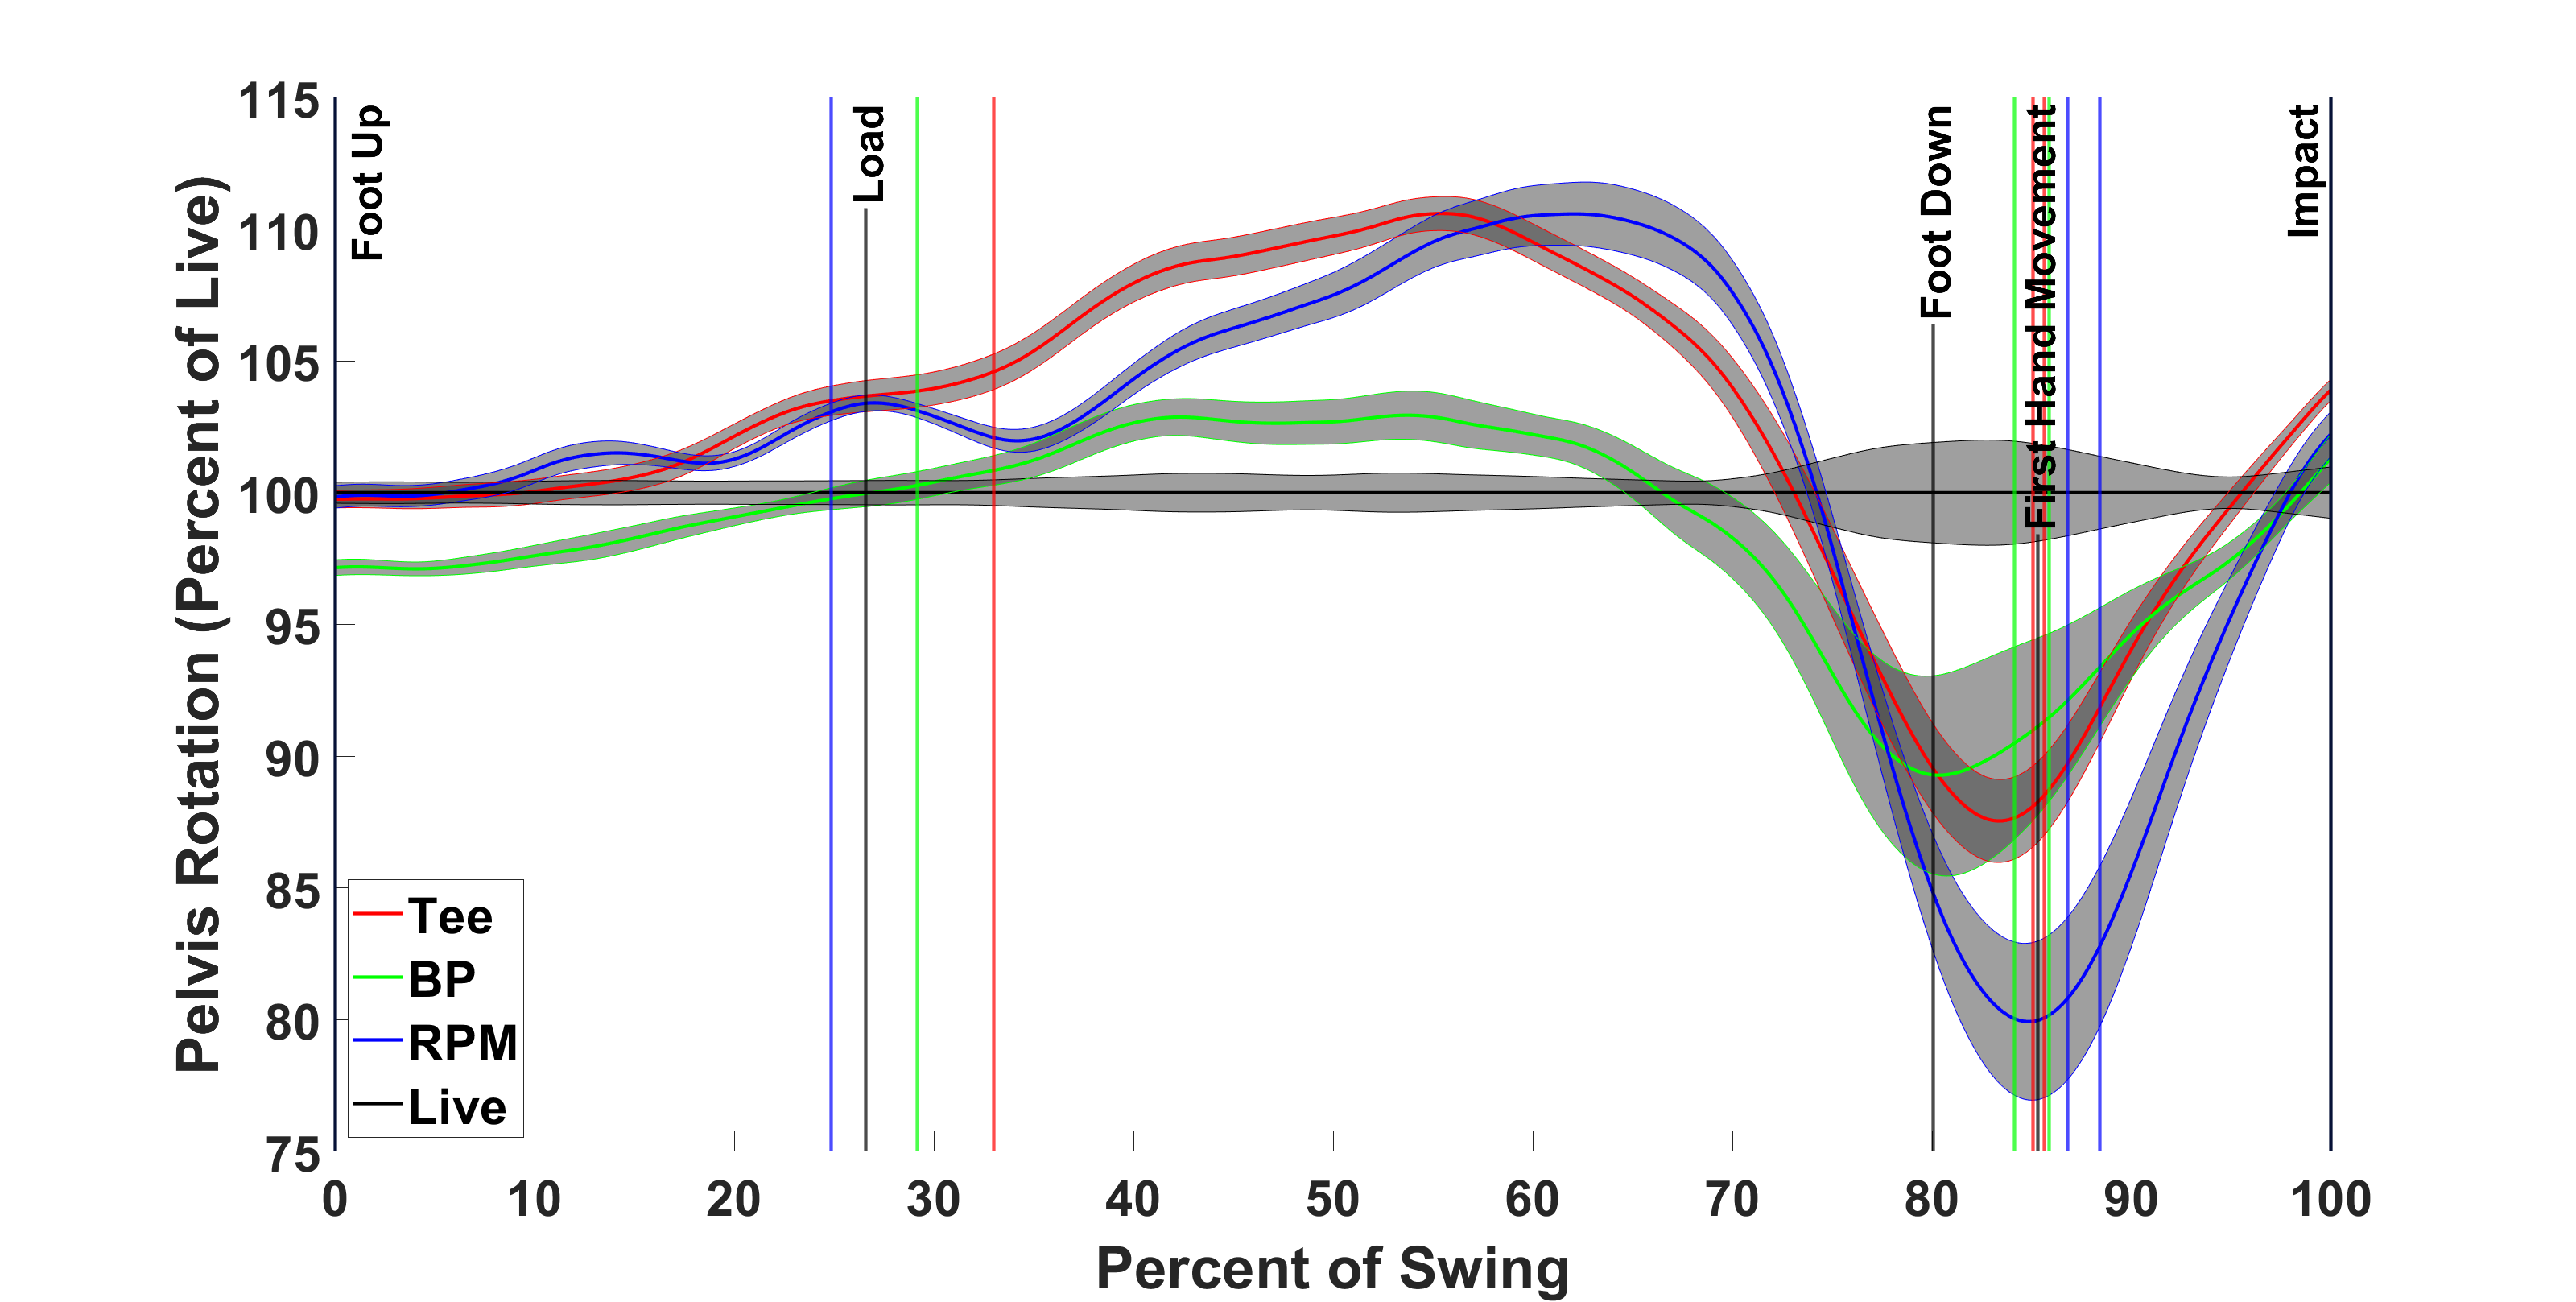 Pelvis Rotation (Percent of Live)
115
110
105
100
95
90
85
80
75
Foot Up
Load
Foot Down
First Hand Movement
Impact
Tee
BP
RPM
Live
0 10 20 30 40 50 60 70 80 90 100
Percent of Swing